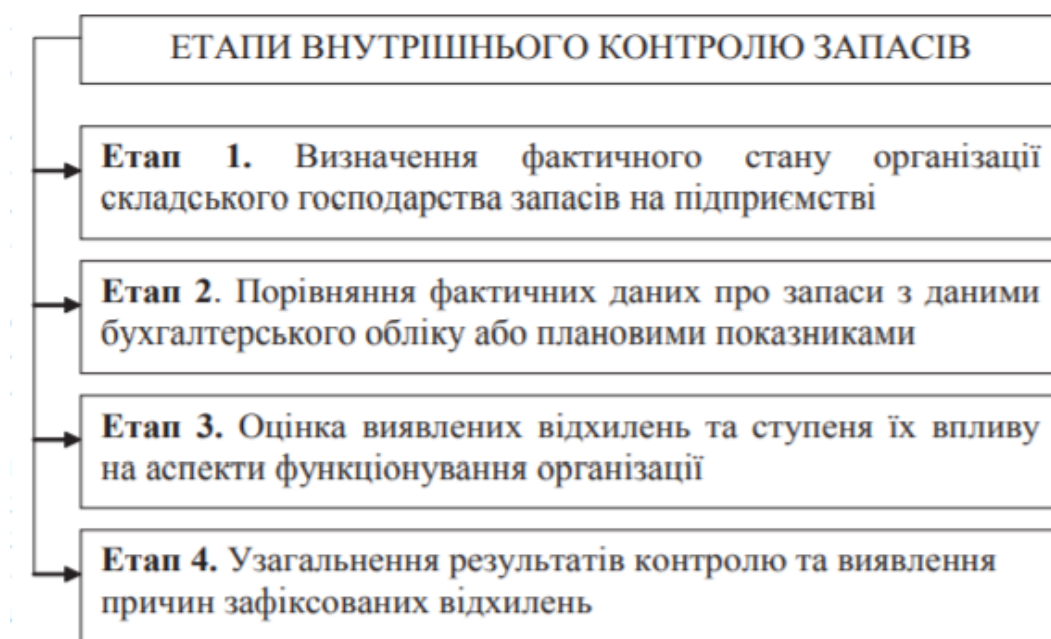 ЕТАПИ ВНУТРІШНЬОГО КОНТРОЛЮ ЗАПАСІВ
Етап 1. Визначення фактичного стану організації
складського господарства запасів на підприємстві
Етап 2. Порівняння фактичних даних про запаси з даними
бухгалтерського обліку або плановими показниками
Етап 3. Оцінка виявлених відхилень та ступеня їх впливу
на аспекти функціонування організації
Етап 4. Узагальнення результатів контролю та виявлення
причин зафіксованих відхилень